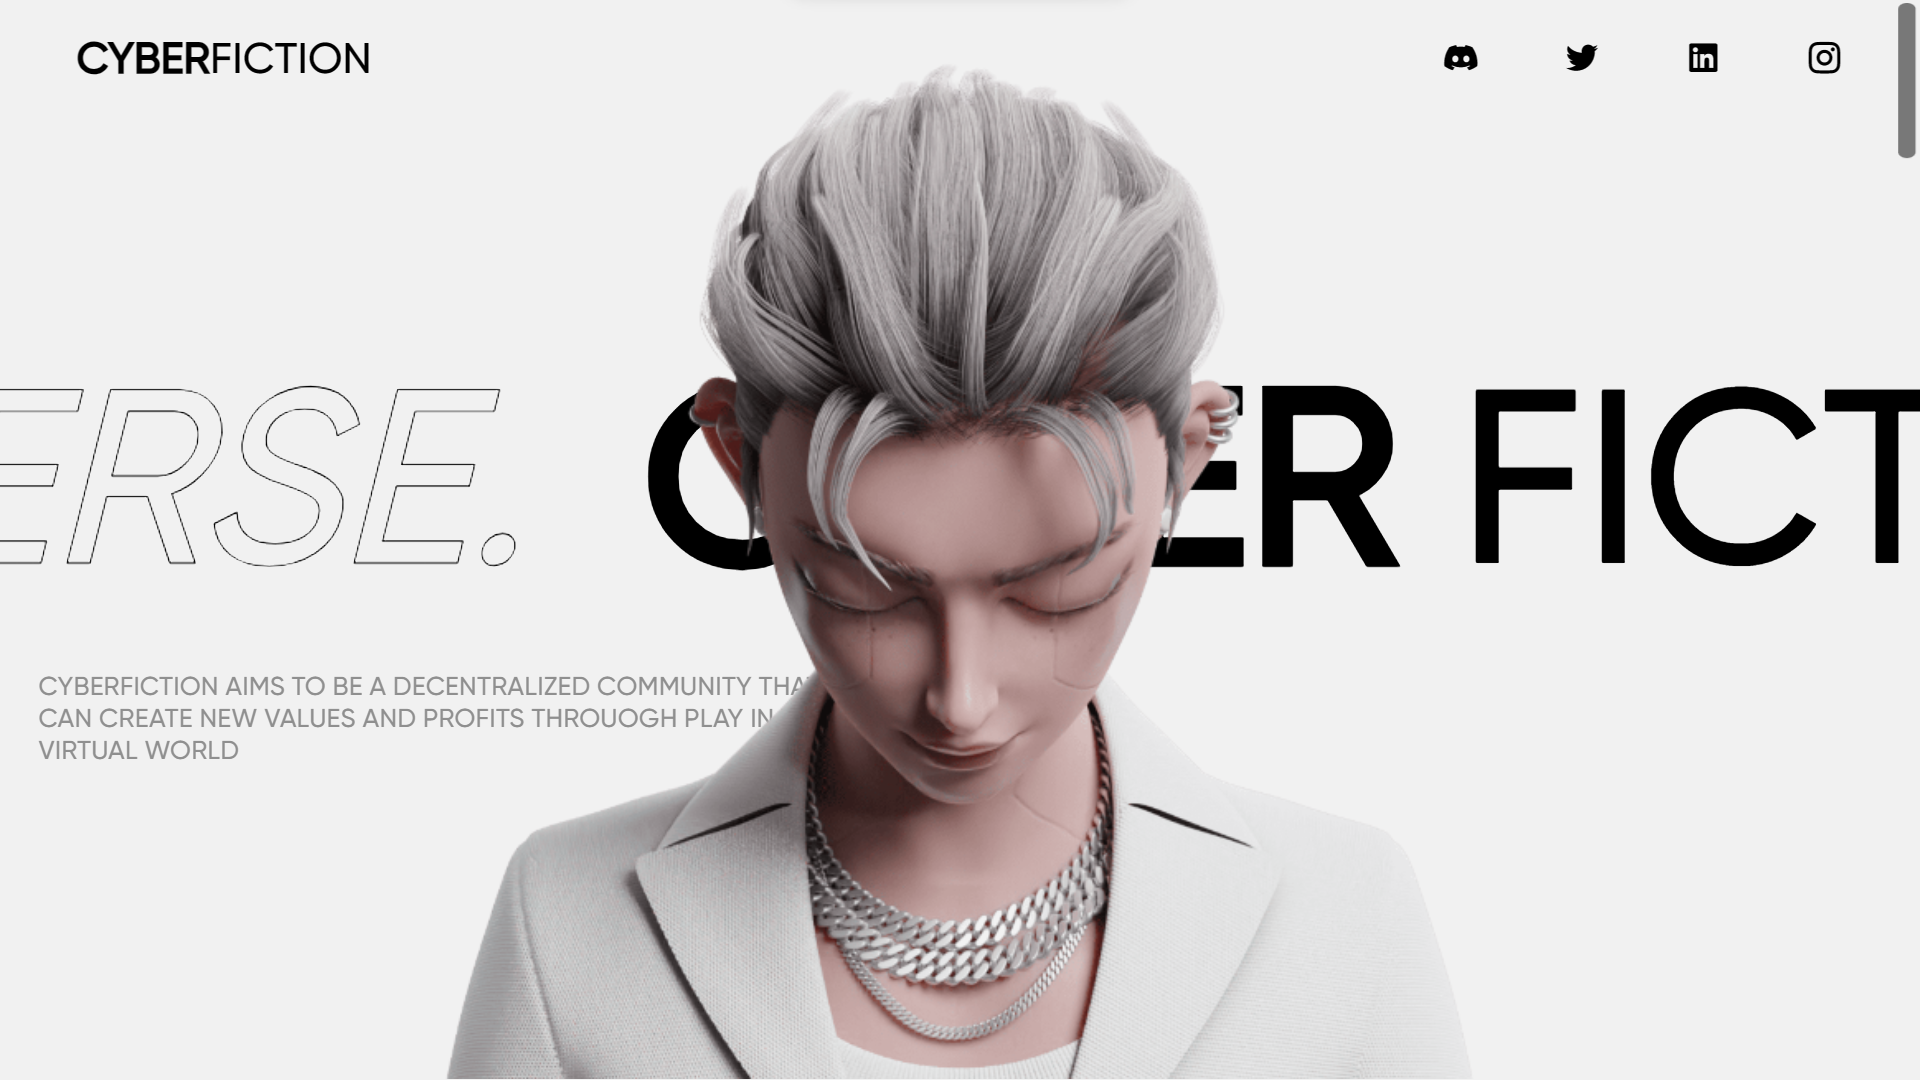 CYBERFICTION
ERSE. C ER FICT
CYBERFICTION AIMS TO BE A DECENTRALIZED COMMUNITY THAT
CAN CREATE NEW VALUES AND PROFITS THROUOGH PLAY IN
VIRTUAL WORLD